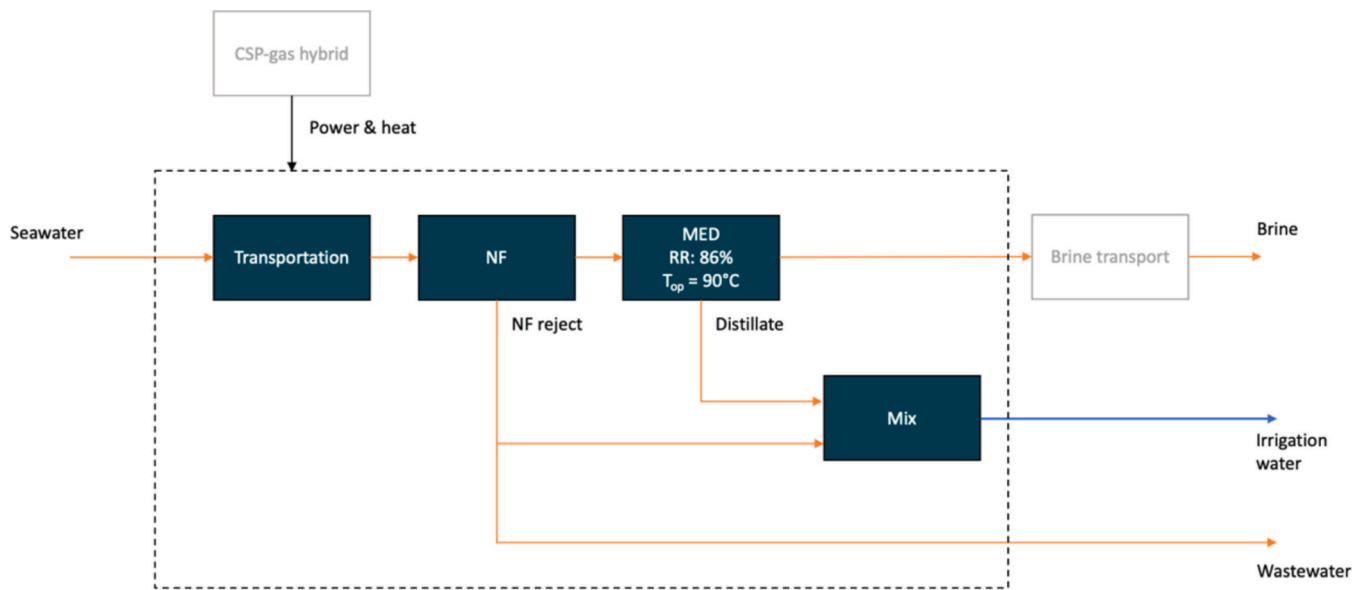 CSP-gas hybrid
Power & heat
Seawater
Transportation
NF
MED
RR: 86%
Top = 90°C
Brine transport
Brine
NF reject
Distillate
Mix
Irrigation
water
Wastewater